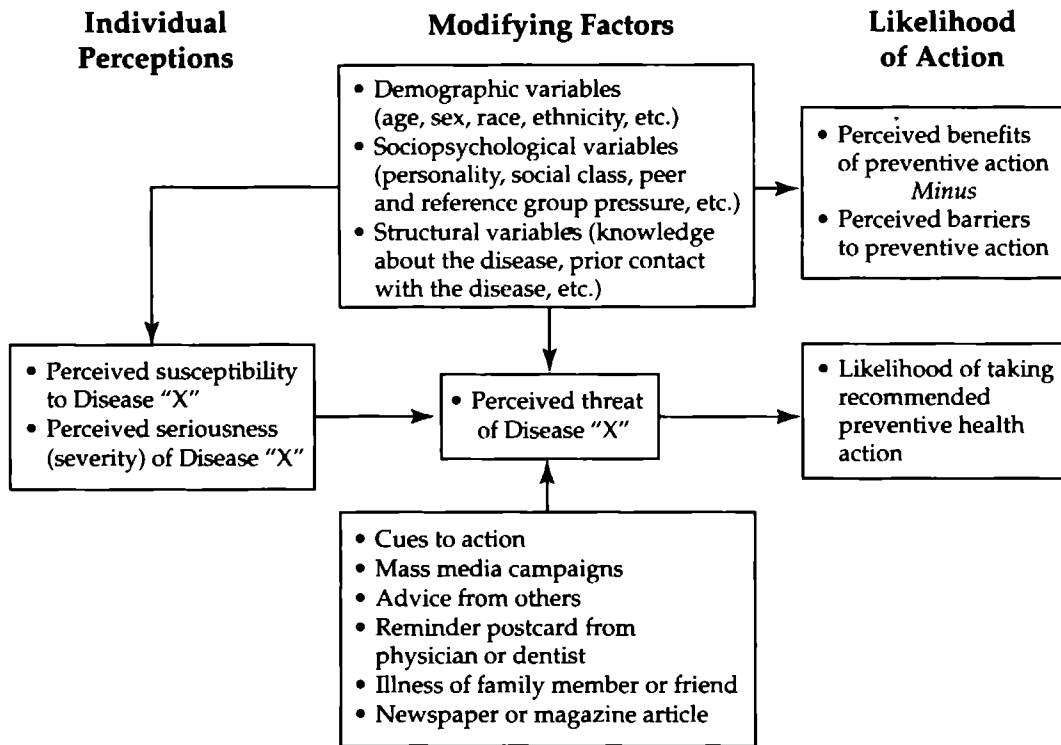 Individual
Perceptions
Modifying Factors
Likelihood
of Action
• Demographic variables
(age, sex, race, ethnicity, etc.)
• Sociopsychological variables
(personality, social class, peer
and reference group pressure, etc.)
• Structural variables (knowledge
about the disease, prior contact
with the disease, etc.)
• Perceived benefits
of preventive action
Minus
• Perceived barriers
to preventive action
• Perceived susceptibility
to Disease “X”
• Perceived seriousness
(severity) of Disease “X”
• Perceived threat
of Disease “X”
• Likelihood of taking
recommended
preventive health
action
• Cues to action
• Mass media campaigns
• Advice from others
• Reminder postcard from
physician or dentist
• Illness of family member or friend
• Newspaper or magazine article